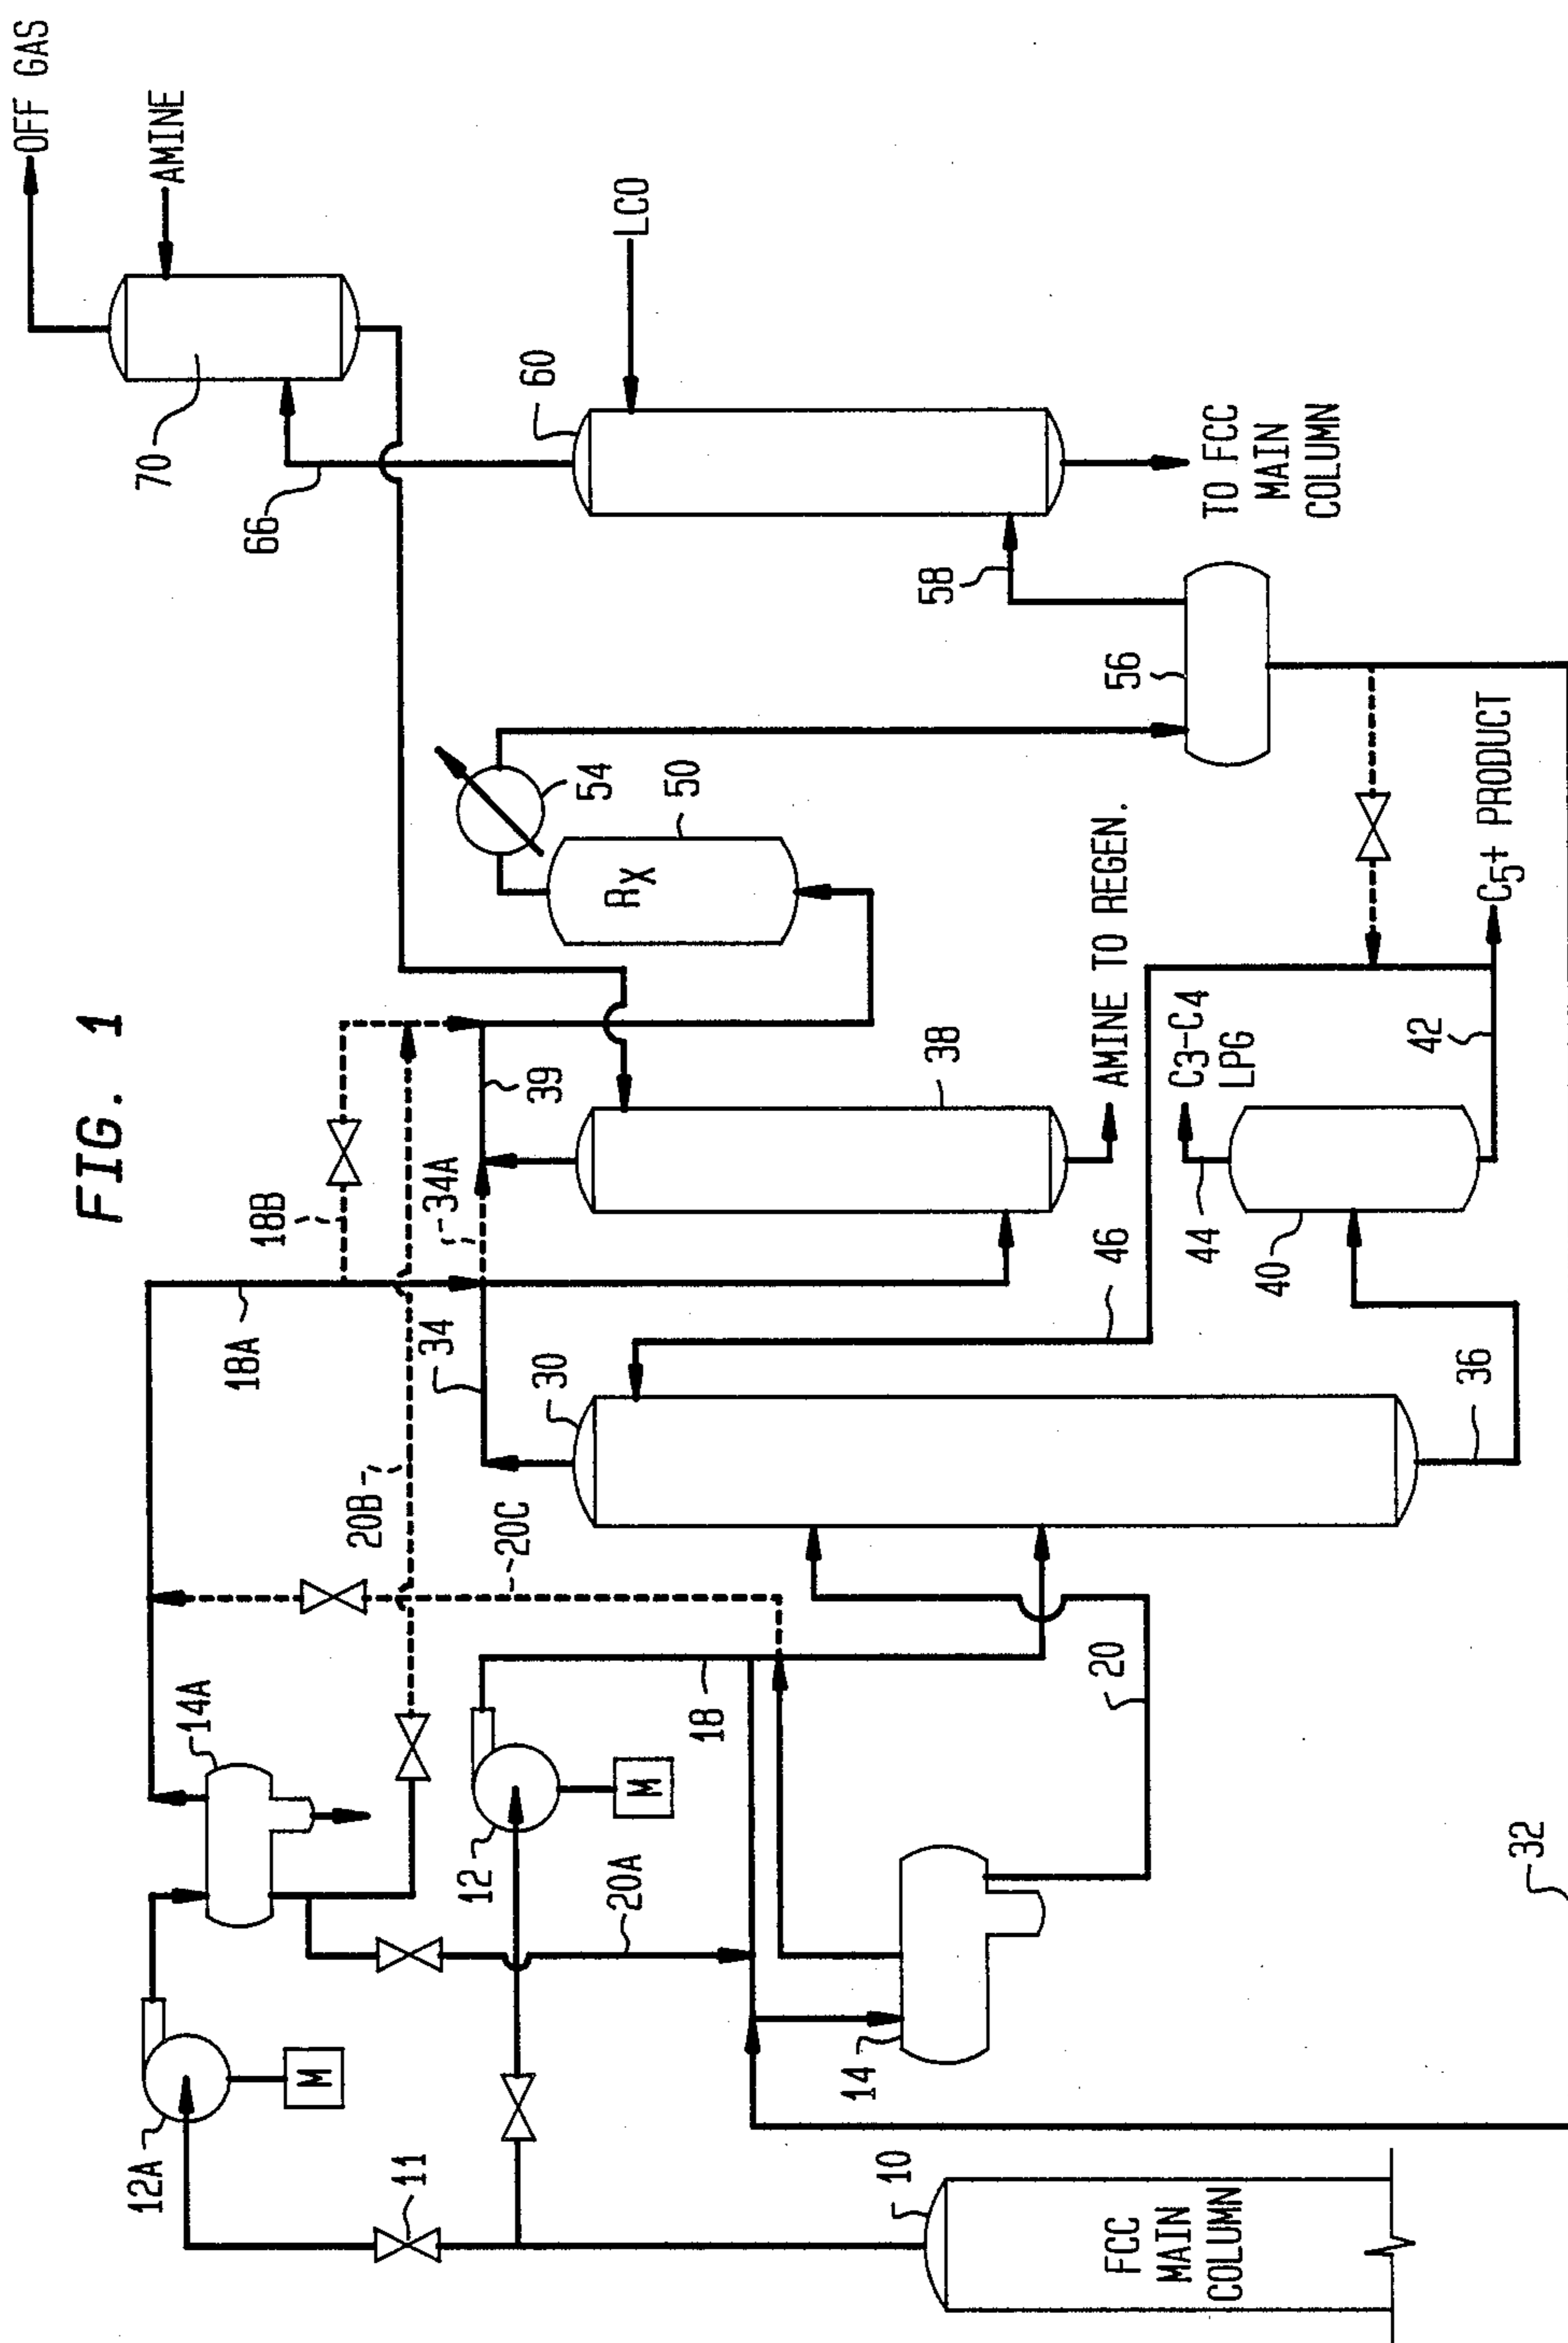 FIG. 1
OFF GAS
AMINE
70
66
60
LCO
58
TO FCC
MAIN
COLUMN
56
54
50
RX
18B
34A
39
38
AMINE TO REGEN.
C3-C4
LPG
44
40
42
C5+ PRODUCT
46
18A
34
30
36
20B
20C
14A
18
20
12
M
20A
32
12A
M
11
14
10
FCC
MAIN
COLUMN